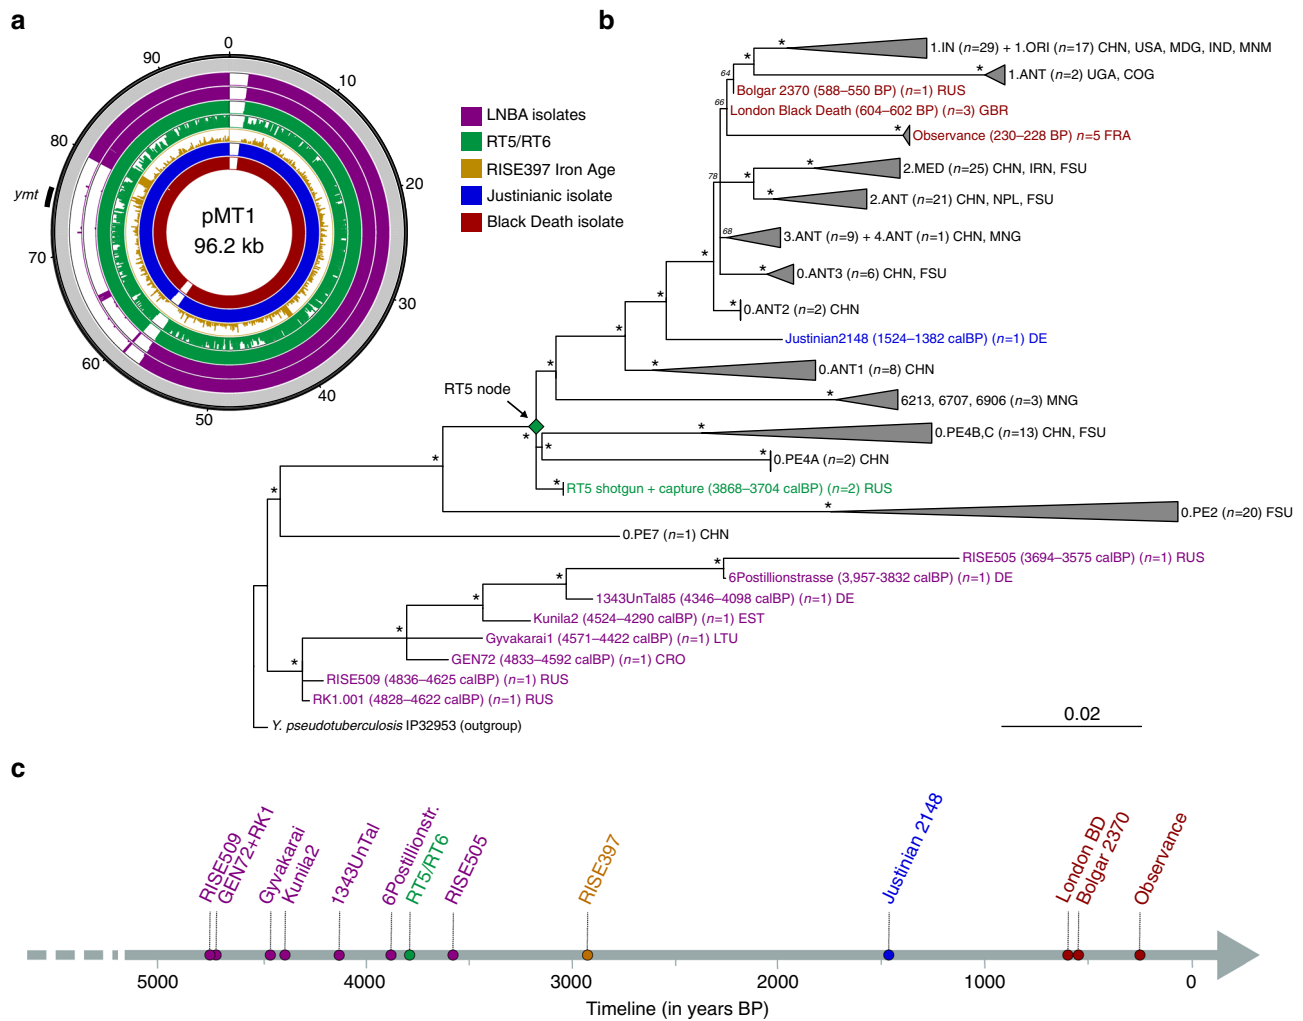 a
0
10
20
30
40
50
60
70
80
90
ymt
pMT1
96.2 kb
LNBA isolates
RT5/RT6
RISE397 Iron Age
Justinianic isolate
Black Death isolate
b
1.IN (n=29) + 1.ORI (n=17) CHN, USA, MDG, IND, MNM
1.ANT (n=2) UGA, COG
64
Bolgar 2370 (588–550 BP) (n=1) RUS
66
London Black Death (604–602 BP) (n=3) GBR
Observance (230–228 BP) n=5 FRA
2.MED (n=25) CHN, IRN, FSU
78
2.ANT (n=21) CHN, NPL, FSU
68
3.ANT (n=9) + 4.ANT (n=1) CHN, MNG
0.ANT3 (n=6) CHN, FSU
0.ANT2 (n=2) CHN
Justinian2148 (1524–1382 calBP) (n=1) DE
0.ANT1 (n=8) CHN
RT5 node
6213, 6707, 6906 (n=3) MNG
0.PE4B,C (n=13) CHN, FSU
0.PE4A (n=2) CHN
RT5 shotgun + capture (3868–3704 calBP) (n=2) RUS
0.PE2 (n=20) FSU
0.PE7 (n=1) CHN
RISE505 (3694–3575 calBP) (n=1) RUS
6Postillionstrasse (3,957-3832 calBP) (n=1) DE
1343UnTal85 (4346–4098 calBP) (n=1) DE
Kunila2 (4524–4290 calBP) (n=1) EST
Gyvakarai1 (4571–4422 calBP) (n=1) LTU
GEN72 (4833–4592 calBP) (n=1) CRO
RISE509 (4836–4625 calBP) (n=1) RUS
RK1.001 (4828–4622 calBP) (n=1) RUS
Y. pseudotuberculosis IP32953 (outgroup)
0.02
* * * * * * * * * * * * * * * * * * * * * * * * * *
c
RISE509
GEN72+RK1
Gyvakarai
Kunila2
1343UnTal
6Postillionstr.
RT5/RT6
RISE505
RISE397
Justinian 2148
London BD
Bolgar 2370
Observance
5000
4000
3000
2000
1000
0
Timeline (in years BP)